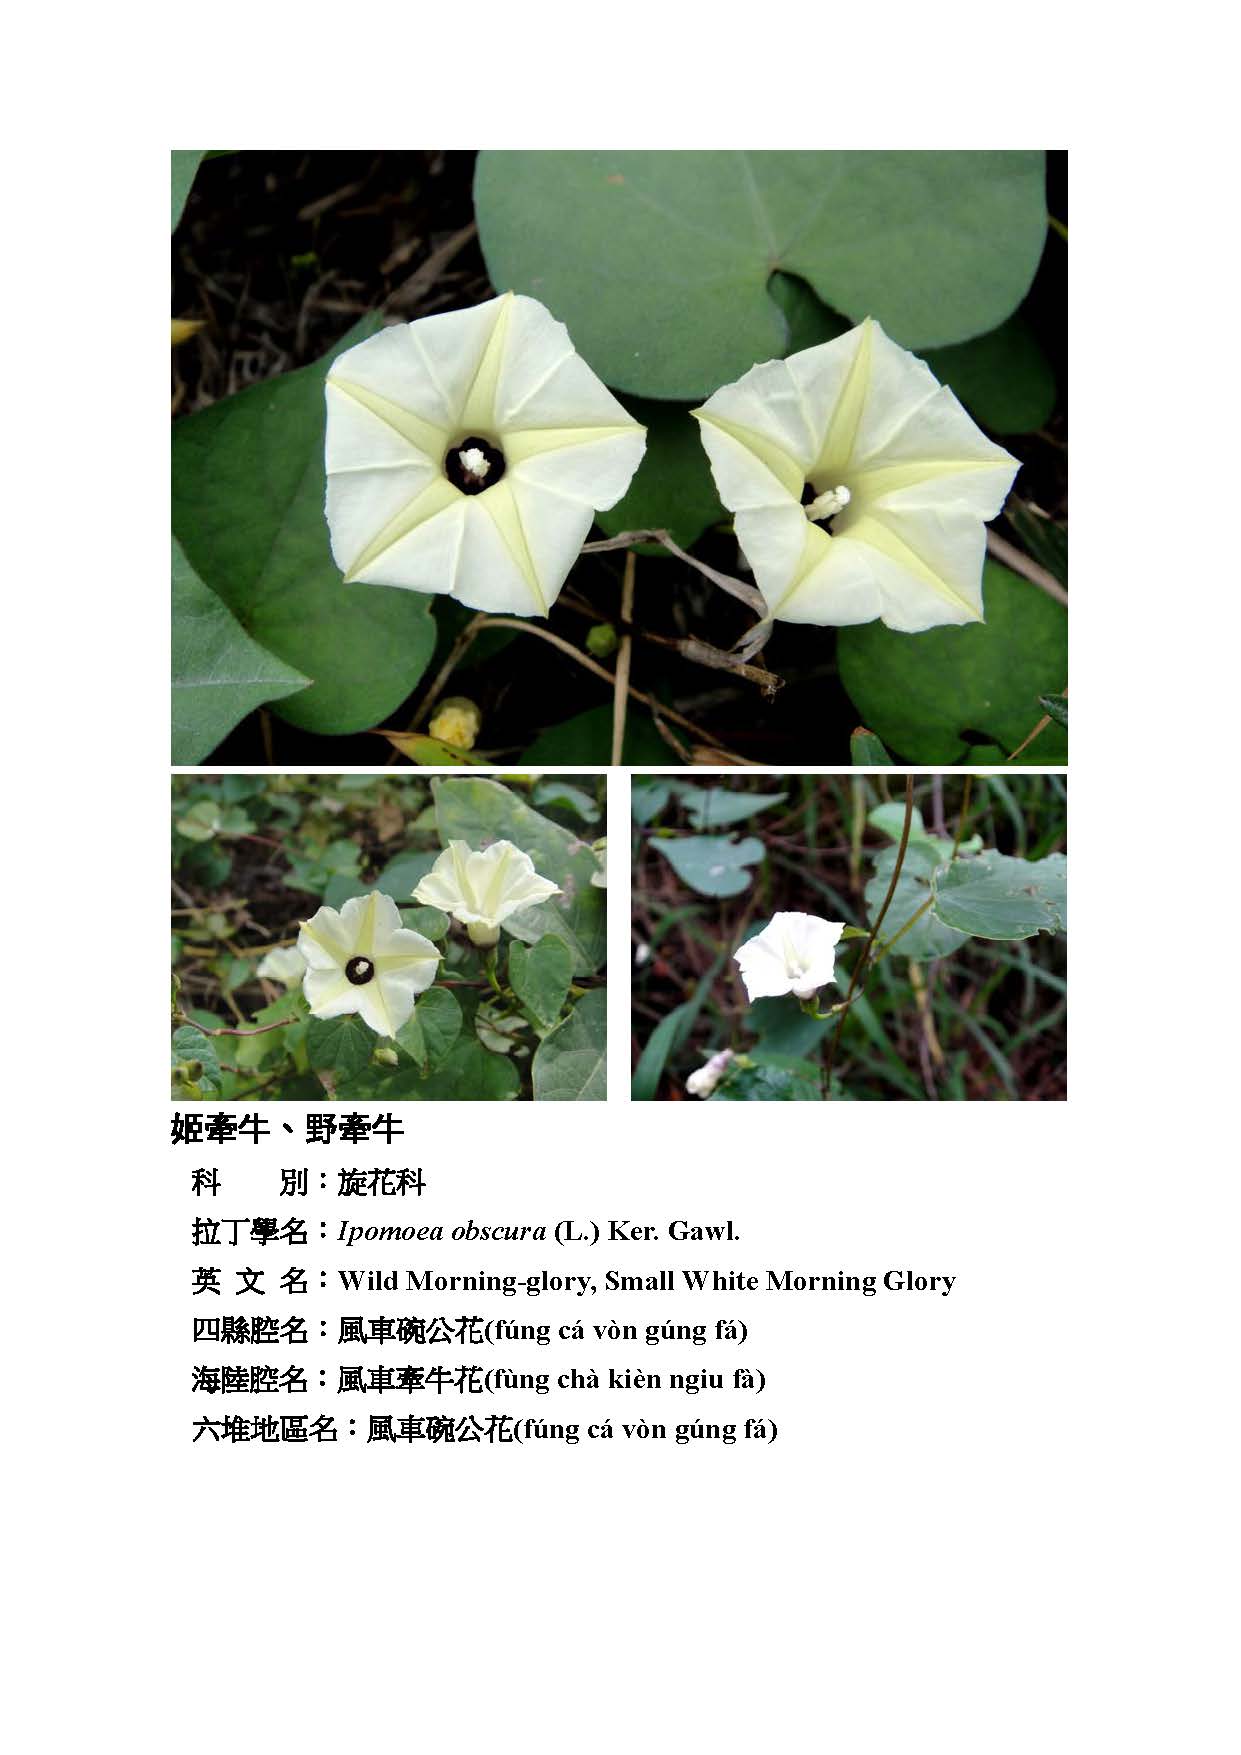 姬牽牛、野牽牛
科　　別：旋花科
拉丁學名：Ipomoea obscura (L.) Ker. Gawl.
英 文 名：Wild Morning-glory, Small White Morning Glory
四縣腔名：風車碗公花(fúng cá vòn gúng fá)
海陸腔名：風車牽牛花(fùng chà kièn ngiu fà)
六堆地區名：風車碗公花(fúng cá vòn gúng fá)